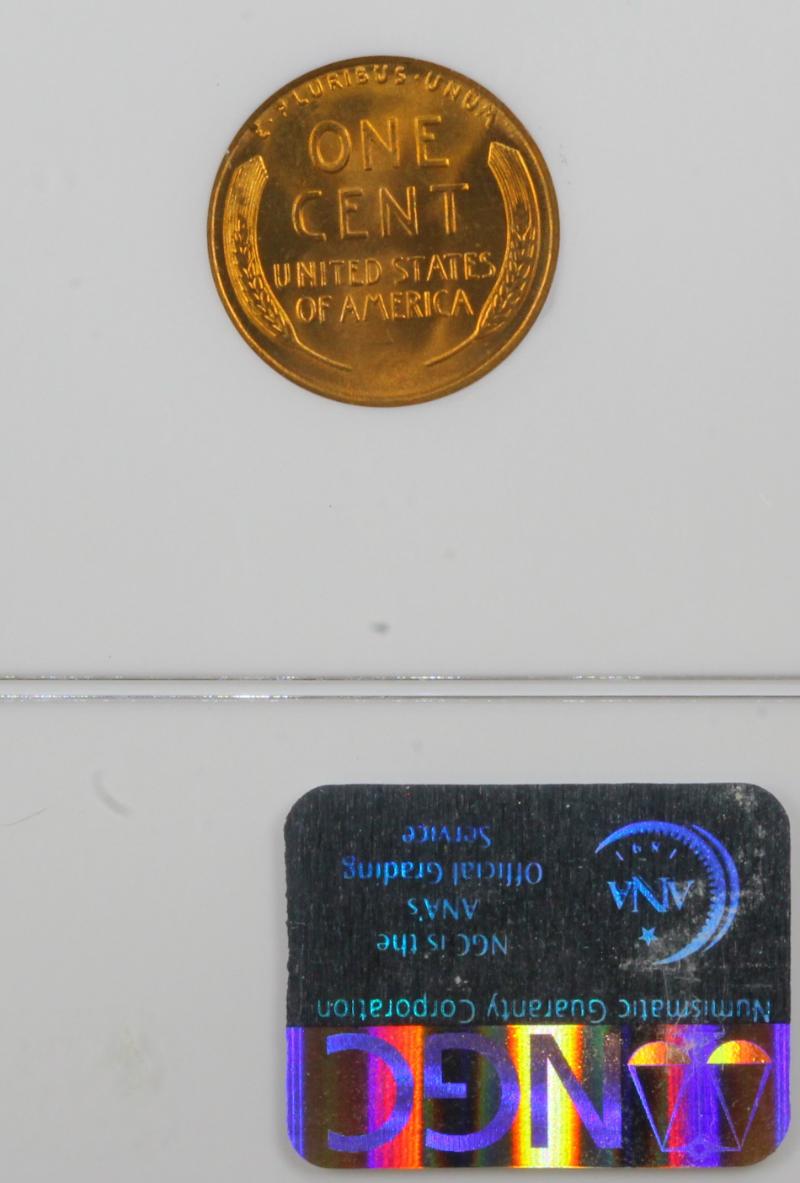 E·PLURIBUS·UNUM
ONE
CENT
UNITED STATES
OF AMERICA
NGC
Numismatic Guaranty Corporation
NGC is the
ANA's
Official Grading
Service
ANA
1891